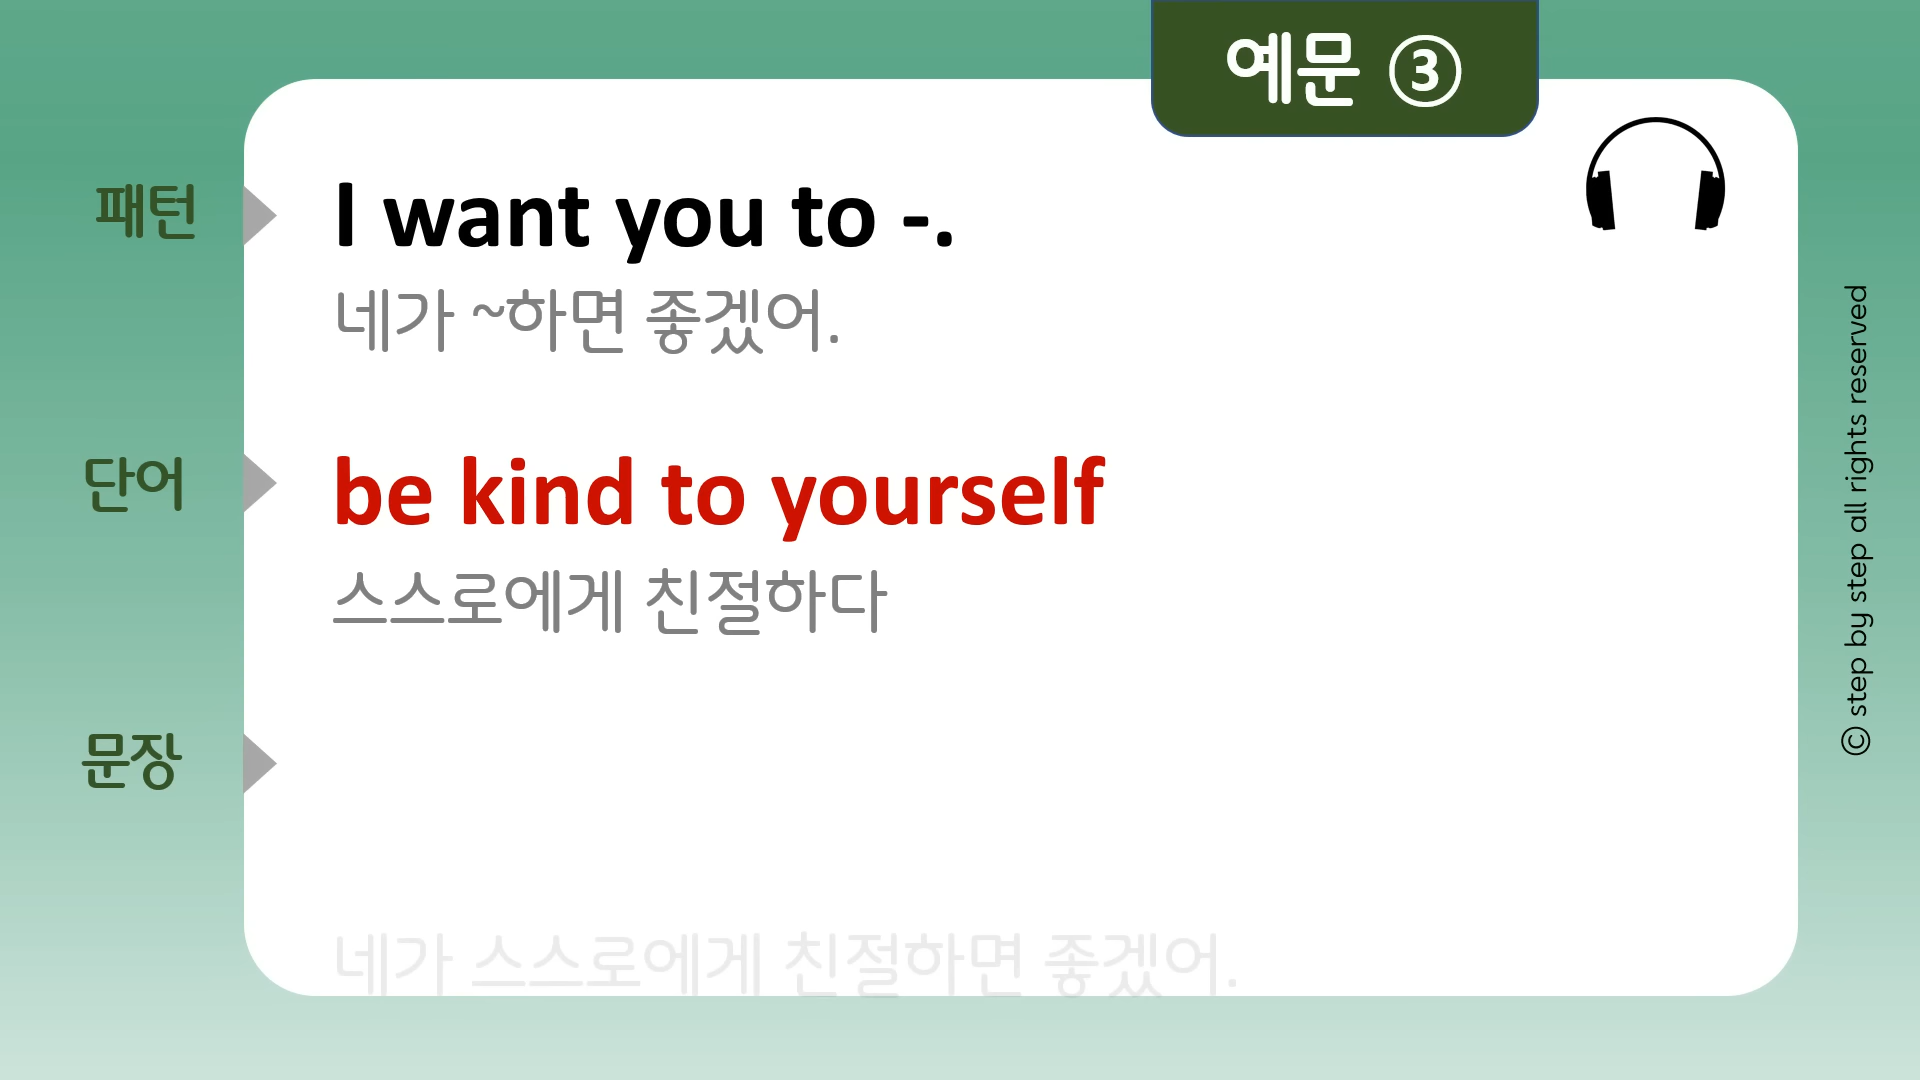 예문 ③
패턴
I want you to -.
네가 ~하면 좋겠어.
단어
be kind to yourself
스스로에게 친절하다
문장
네가 스스로에게 친절하면 좋겠어.
© step by step all rights reserved